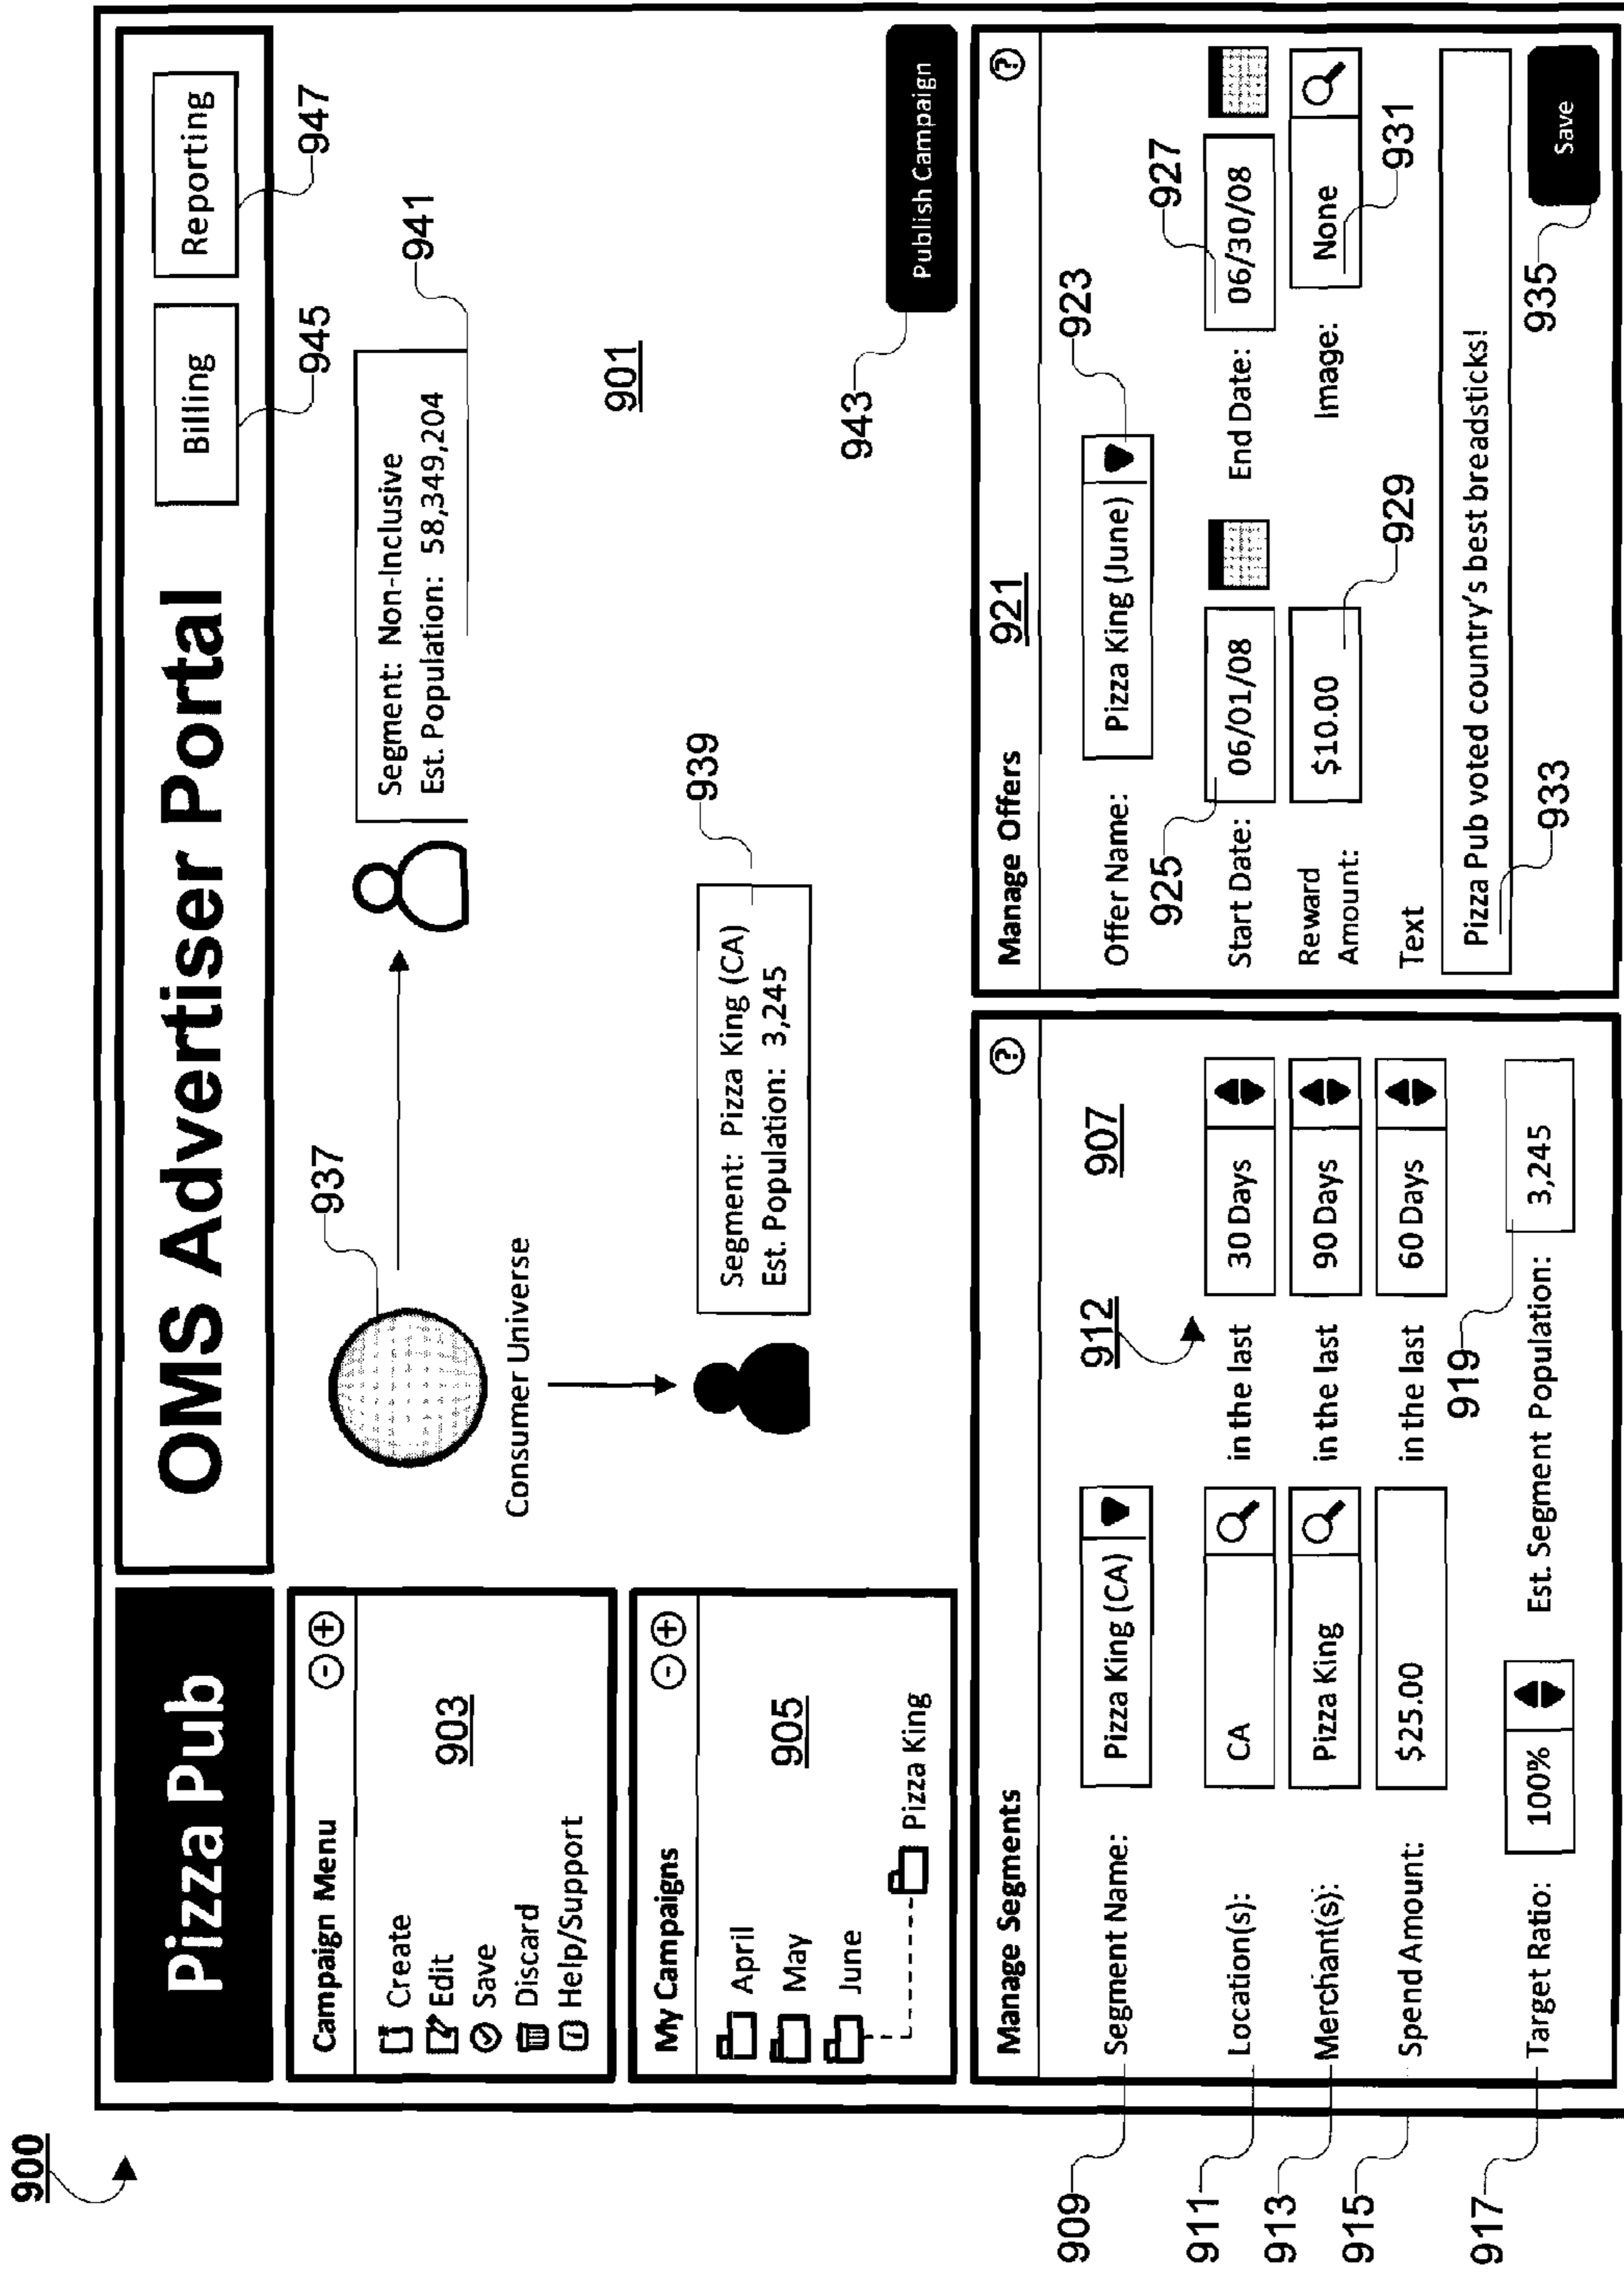 900
Pizza Pub
OMS Advertiser Portal
Billing
Reporting
945
947
Campaign Menu
903
Create
Edit
Save
Discard
Help/Support
My Campaigns
905
April
May
June
Pizza King
937
Consumer Universe
Segment: Non-Inclusive
Est. Population: 58,349,204
941
901
Segment: Pizza King (CA)
Est. Population: 3,245
939
943
Publish Campaign
Manage Segments
?
907
909
Segment Name:
Pizza King (CA)
912
911
Location(s):
CA
in the last
30 Days
913
Merchant(s):
Pizza King
in the last
90 Days
915
Spend Amount:
$25.00
in the last
60 Days
919
917
Target Ratio:
100%
Est. Segment Population:
3,245
Manage Offers
921
?
Offer Name:
Pizza King (June)
923
925
927
Start Date:
06/01/08
End Date:
06/30/08
Reward
Amount:
$10.00
Image:
None
929
931
Text
Pizza Pub voted country's best breadsticks!
933
935
Save